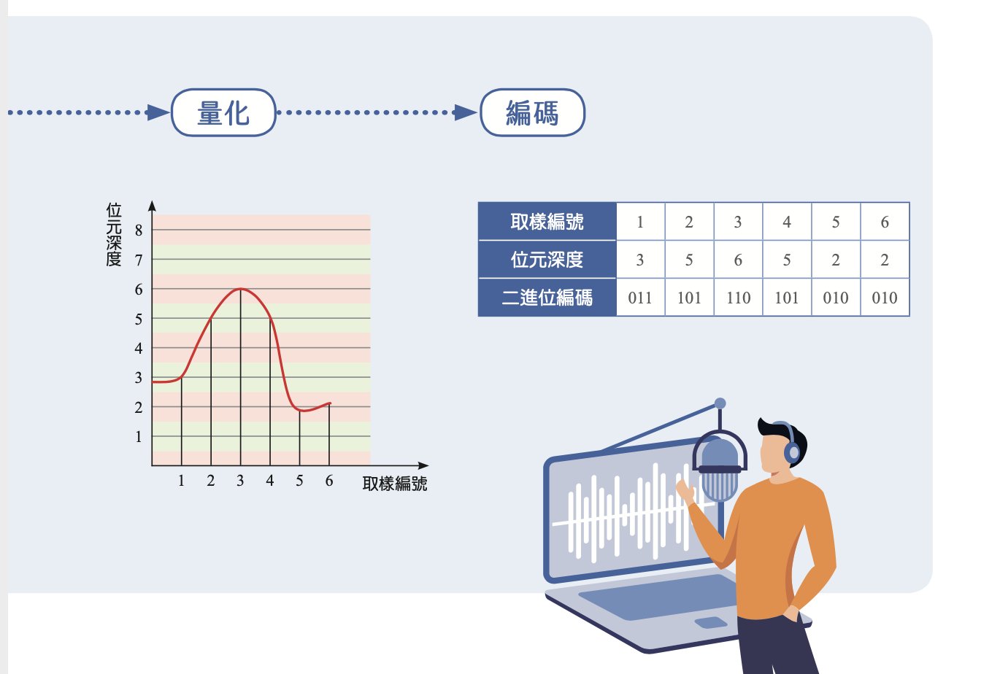 量化
編碼
位元深度
8
7
6
5
4
3
2
1
1 2 3 4 5 6
取樣編號
取樣編號 1 2 3 4 5 6
位元深度 3 5 6 5 2 2
二進位編碼 011 101 110 101 010 010